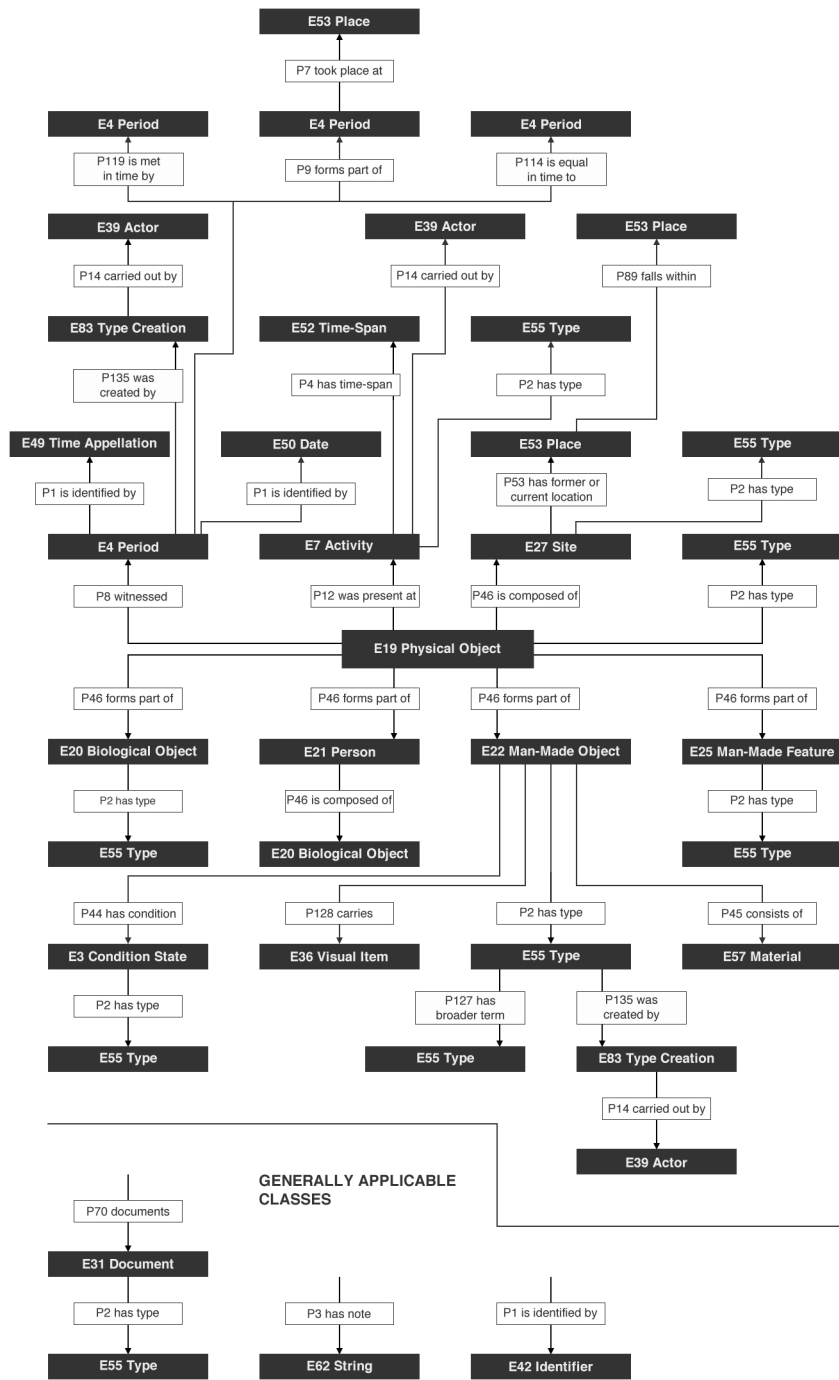 E53 Place
P7 took place at
E4 Period
E4 Period
E4 Period
P119 is met
in time by
P9 forms part of
P114 is equal
in time to
E39 Actor
E39 Actor
E53 Place
P14 carried out by
P14 carried out by
P89 falls within
E83 Type Creation
E52 Time-Span
E55 Type
P135 was
created by
P4 has time-span
P2 has type
E49 Time Appellation
E50 Date
E53 Place
E55 Type
P1 is identified by
P1 is identified by
P53 has former or
current location
P2 has type
E4 Period
E7 Activity
E27 Site
E55 Type
P8 witnessed
P12 was present at
P46 is composed of
P2 has type
E19 Physical Object
P46 forms part of
P46 forms part of
P46 forms part of
P46 forms part of
E20 Biological Object
E21 Person
E22 Man-Made Object
E25 Man-Made Feature
P2 has type
P46 is composed of
P2 has type
E55 Type
E20 Biological Object
E55 Type
P44 has condition
P128 carries
P2 has type
P45 consists of
E3 Condition State
E36 Visual Item
E55 Type
E57 Material
P2 has type
P127 has
broader term
P135 was
created by
E55 Type
E55 Type
E83 Type Creation
P14 carried out by
E39 Actor
GENERALLY APPLICABLE
CLASSES
P70 documents
E31 Document
P2 has type
P3 has note
P1 is identified by
E55 Type
E62 String
E42 Identifier